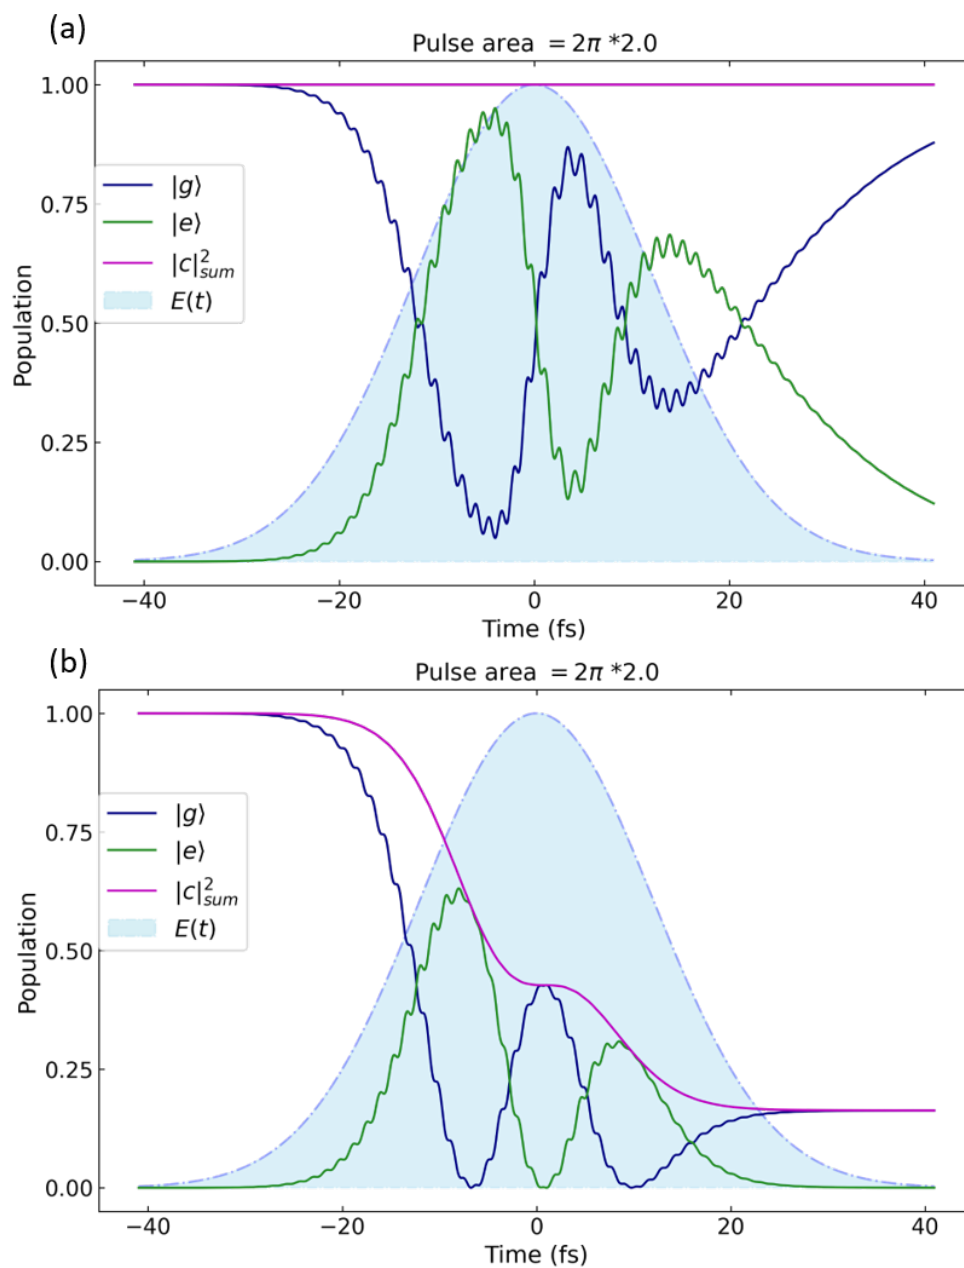 (a)
Pulse area = 2π *2.0
1.00
0.75
0.50
0.25
0.00
Population
|g⟩
|e⟩
|c|²sum
E(t)
−40 −20 0 20 40
Time (fs)
(b)
Pulse area = 2π *2.0
1.00
0.75
0.50
0.25
0.00
Population
|g⟩
|e⟩
|c|²sum
E(t)
−40 −20 0 20 40
Time (fs)